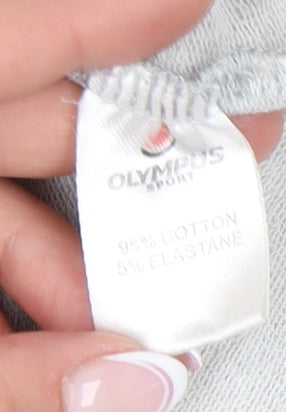 OLYMPUS
SPORT
95% COTTON
5% ELASTANE